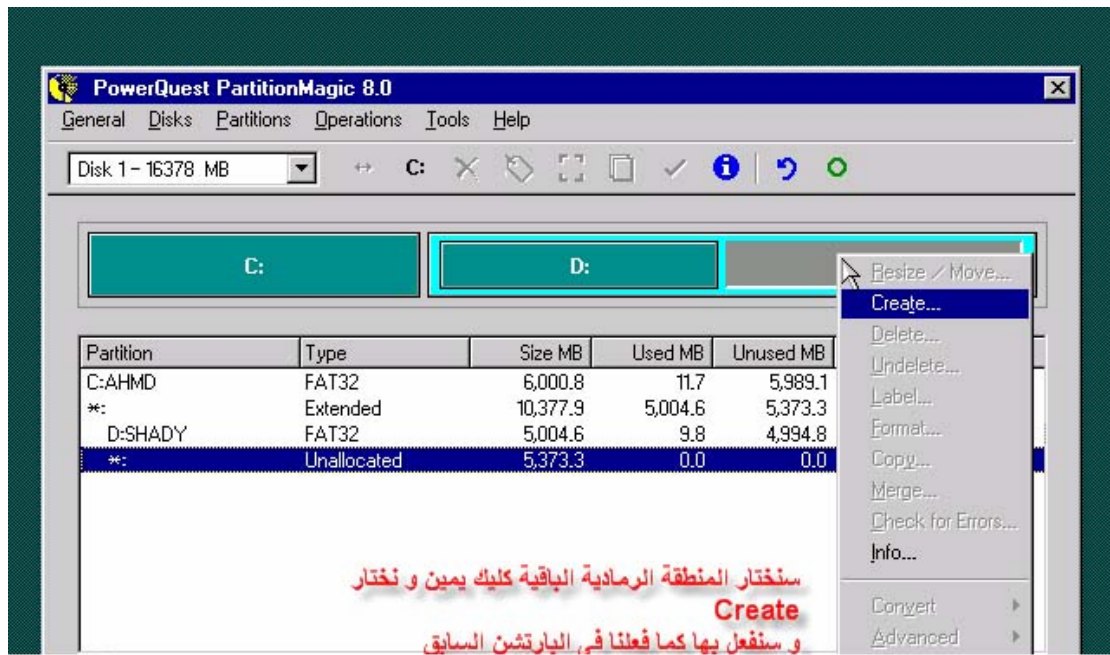 PowerQuest PartitionMagic 8.0
General Disks Partitions Operations Tools Help
Disk 1 - 16378 MB C:
C: D:
Resize / Move...
Create...
Delete...
Undelete...
Label...
Format...
Copy...
Merge...
Check for Errors...
Info...
Convert
Advanced
Partition Type Size MB Used MB Unused MB
C:AHMD FAT32 6,000.8 11.7 5,989.1
*: Extended 10,377.9 5,004.6 5,373.3
D:SHADY FAT32 5,004.6 9.8 4,994.8
*: Unallocated 5,373.3 0.0 0.0
سنختار المنطقة الرمادية الباقية كليك يمين و نختار
Create
و سنفعل بها كما فعلنا في البارتشن السابق